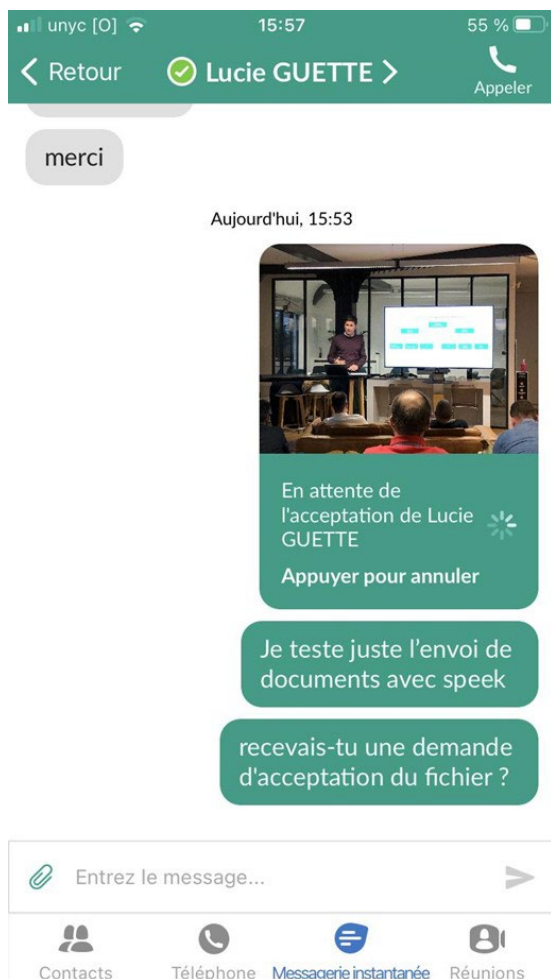 unyc [O]
15:57
55 %
Retour
Lucie GUETTE
Appeler
merci
Aujourd'hui, 15:53
En attente de
l'acceptation de Lucie
GUETTE
Appuyer pour annuler
Je teste juste l’envoi de
documents avec speek
recevais-tu une demande
d'acceptation du fichier ?
Entrez le message...
Contacts
Téléphone
Messagerie instantanée
Réunions